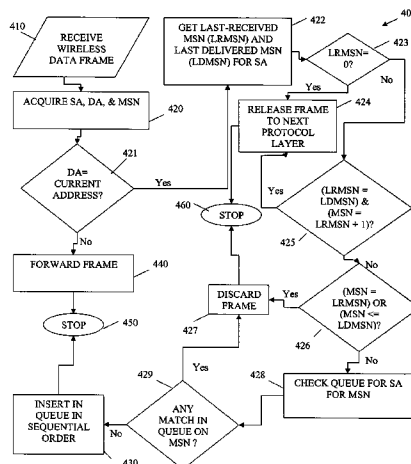 40
410
RECEIVE
WIRELESS
DATA FRAME
ACQUIRE SA, DA, & MSN
420
421
DA=
CURRENT
ADDRESS?
Yes
No
FORWARD FRAME
440
STOP
450
422
GET LAST-RECEIVED
MSN (LRMSN) AND
LAST DELIVERED MSN
(LDMSN) FOR SA
423
LRMSN=
0?
Yes
No
424
RELEASE FRAME
TO NEXT
PROTOCOL
LAYER
460
STOP
Yes
(LRMSN =
LDMSN) &
(MSN =
LRMSN + 1)?
425
No
(MSN =
LRMSN) OR
(MSN <=
LDMSN)?
426
Yes
No
DISCARD
FRAME
427
428
CHECK QUEUE FOR SA
FOR MSN
429
Yes
ANY
MATCH IN
QUEUE ON
MSN ?
No
INSERT IN
QUEUE IN
SEQUENTIAL
ORDER
430